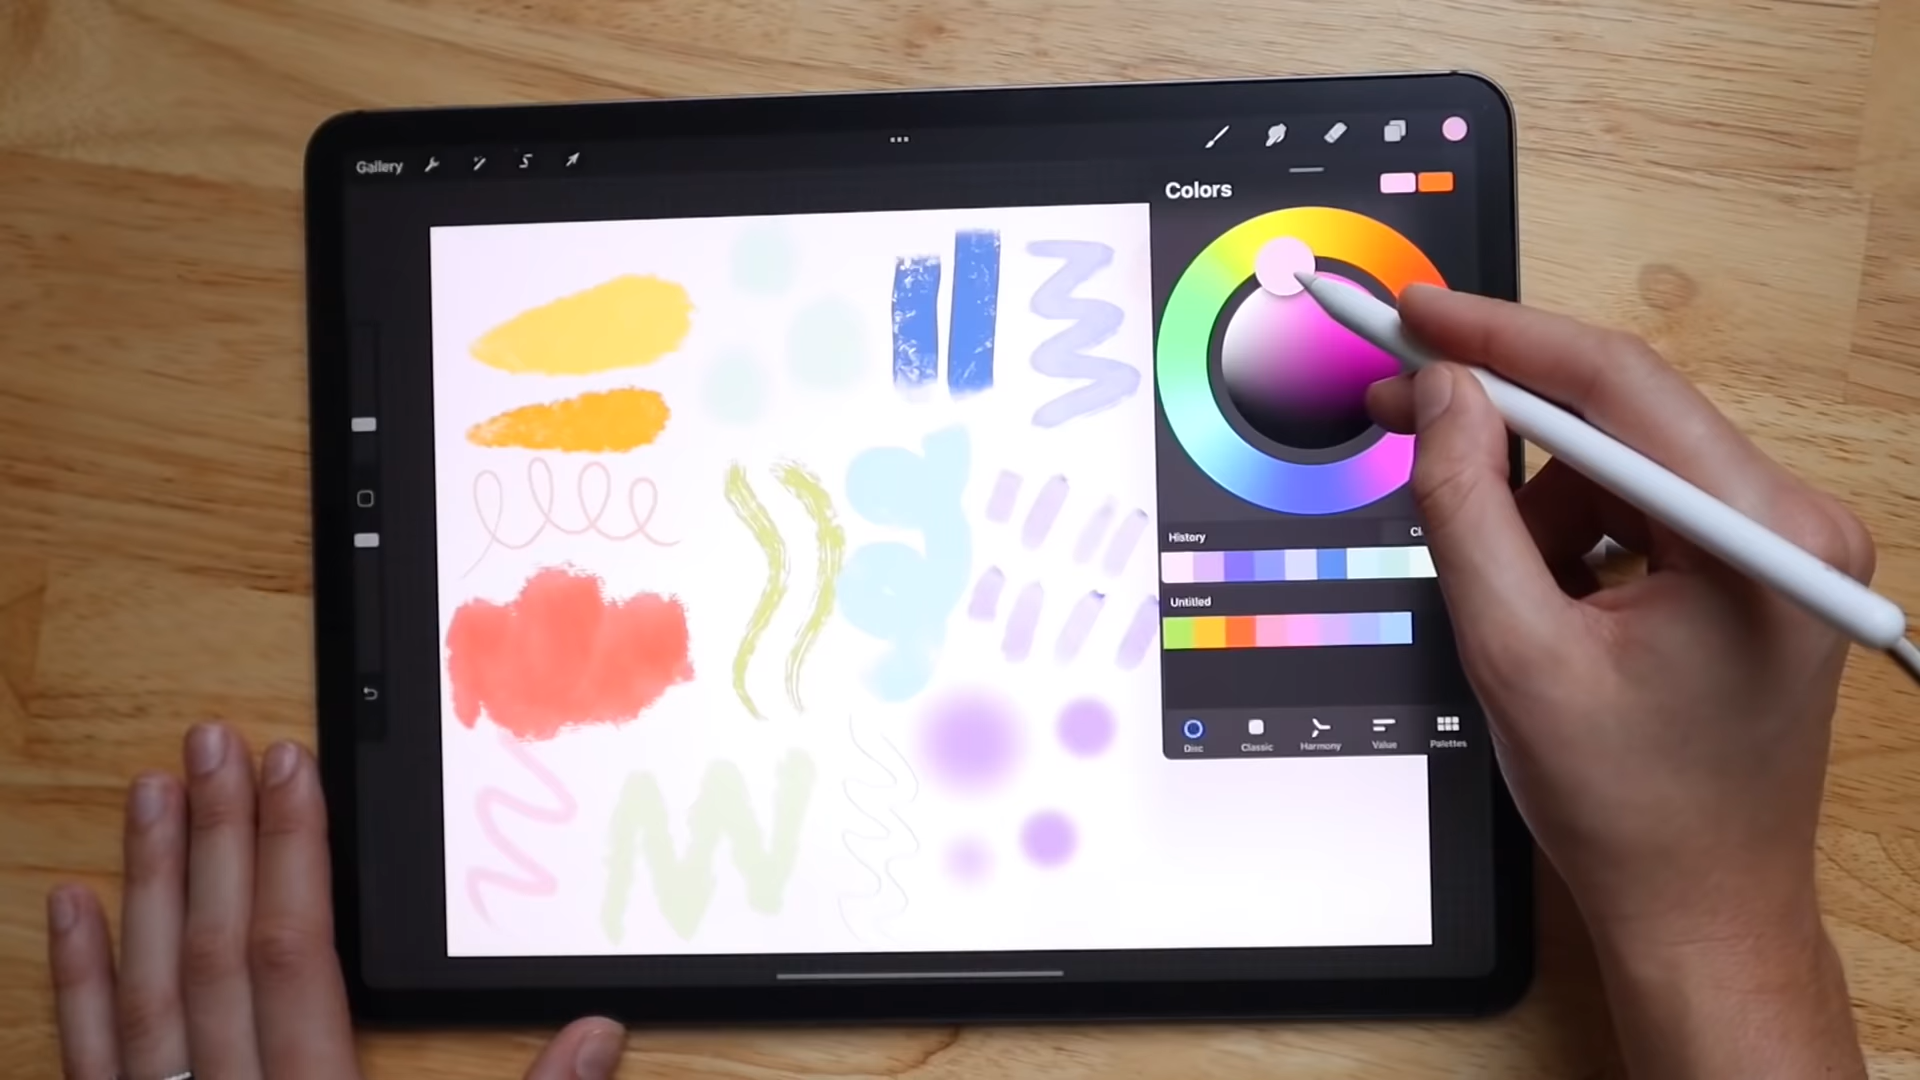 Gallery
Colors
History
Untitled
Disc
Classic
Harmony
Value
Palettes